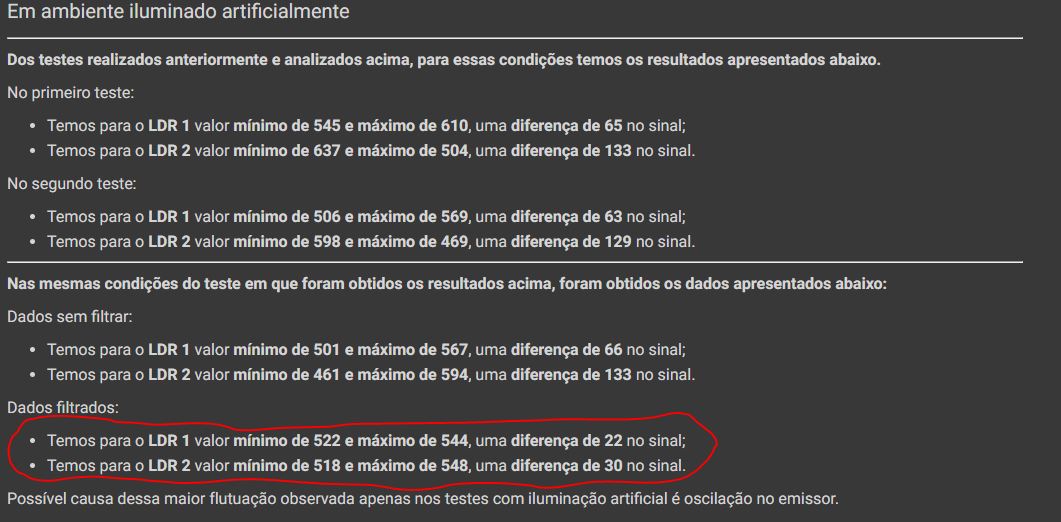 Em ambiente iluminado artificialmente
Dos testes realizados anteriormente e analizados acima, para essas condições temos os resultados apresentados abaixo.
No primeiro teste:
• Temos para o LDR 1 valor mínimo de 545 e máximo de 610, uma diferença de 65 no sinal;
• Temos para o LDR 2 valor mínimo de 637 e máximo de 504, uma diferença de 133 no sinal.
No segundo teste:
• Temos para o LDR 1 valor mínimo de 506 e máximo de 569, uma diferença de 63 no sinal;
• Temos para o LDR 2 valor mínimo de 598 e máximo de 469, uma diferença de 129 no sinal.
Nas mesmas condições do teste em que foram obtidos os resultados acima, foram obtidos os dados apresentados abaixo:
Dados sem filtrar:
• Temos para o LDR 1 valor mínimo de 501 e máximo de 567, uma diferença de 66 no sinal;
• Temos para o LDR 2 valor mínimo de 461 e máximo de 594, uma diferença de 133 no sinal.
Dados filtrados:
• Temos para o LDR 1 valor mínimo de 522 e máximo de 544, uma diferença de 22 no sinal;
• Temos para o LDR 2 valor mínimo de 518 e máximo de 548, uma diferença de 30 no sinal.
Possível causa dessa maior flutuação observada apenas nos testes com iluminação artificial é oscilação no emissor.